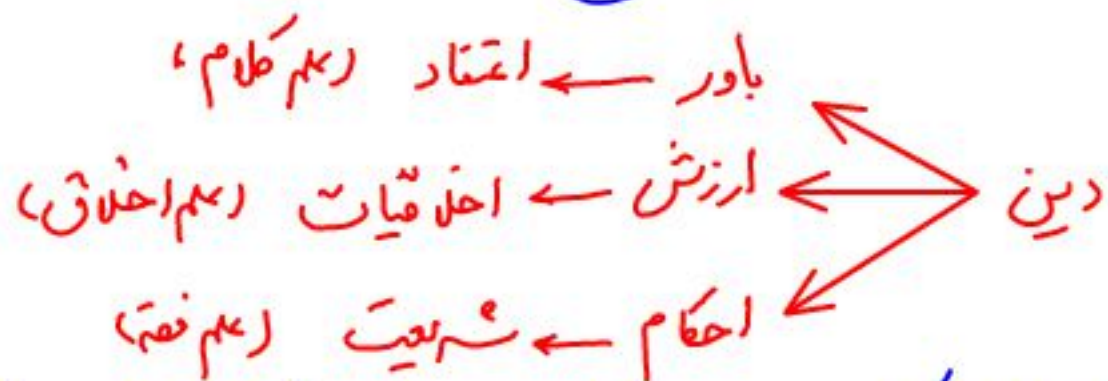 باور ← اعتقاد (علم کلام)
دین ارزش ← اخلاقیات (علم اخلاق)
احکام ← شریعت (علم فقه)